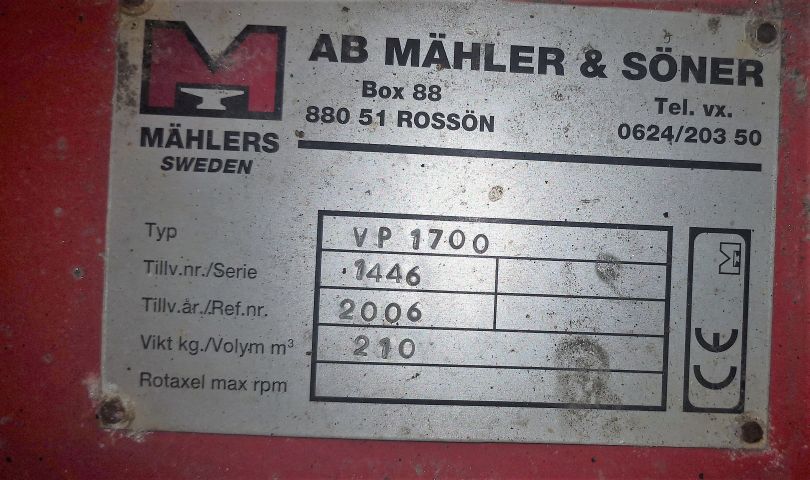 M
AB MÄHLER & SÖNER
Box 88
880 51 ROSSÖN
Tel. vx.
0624/203 50
MÄHLERS
SWEDEN
Typ VP 1700
Tillv.nr./Serie 1446
Tillv.år./Ref.nr. 2006
Vikt kg./Volym m³ 210
Rotaxel max rpm
M
CE